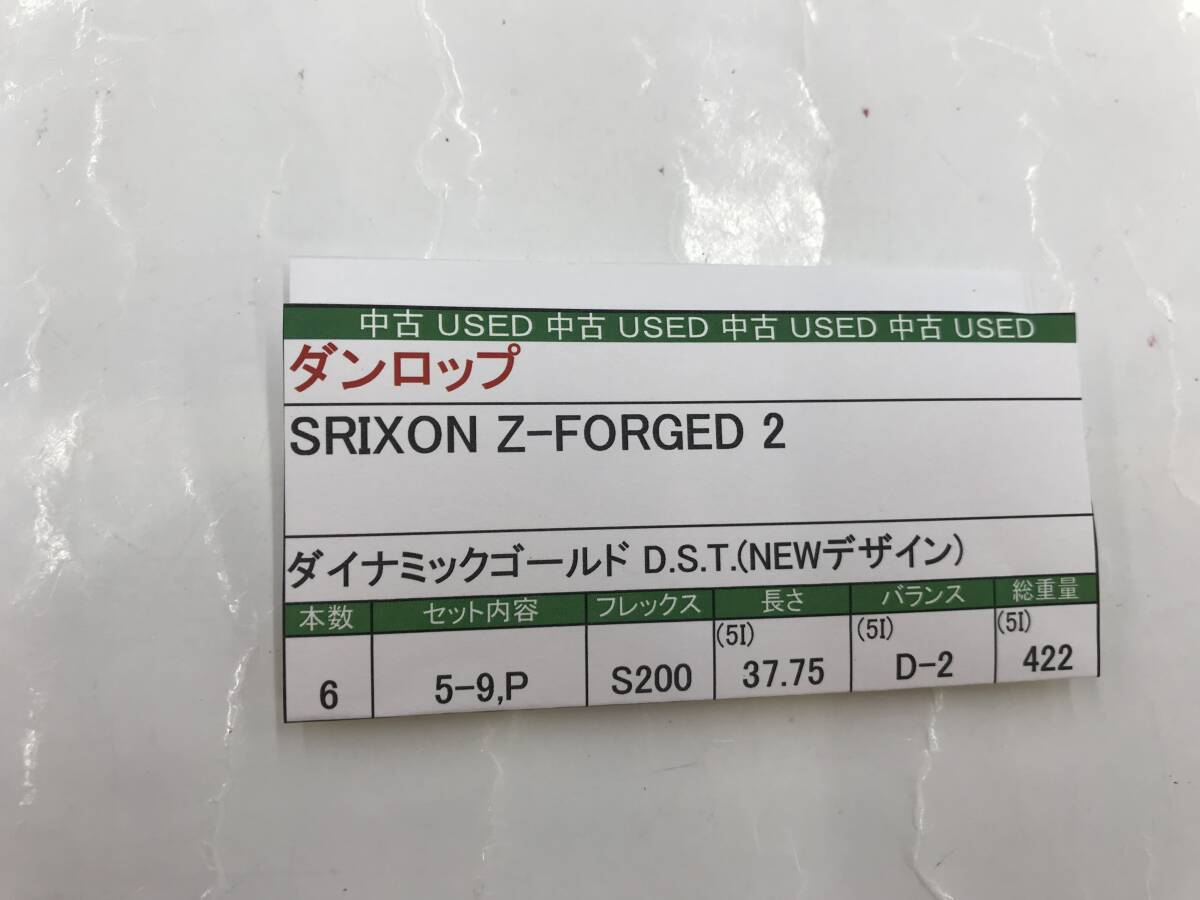 中古 USED 中古 USED 中古 USED 中古 USED
ダンロップ
SRIXON Z-FORGED 2
ダイナミックゴールド D.S.T.(NEWデザイン)
本数 セット内容 フレックス 長さ バランス 総重量
(5I) (5I) (5I)
6 5-9,P S200 37.75 D-2 422